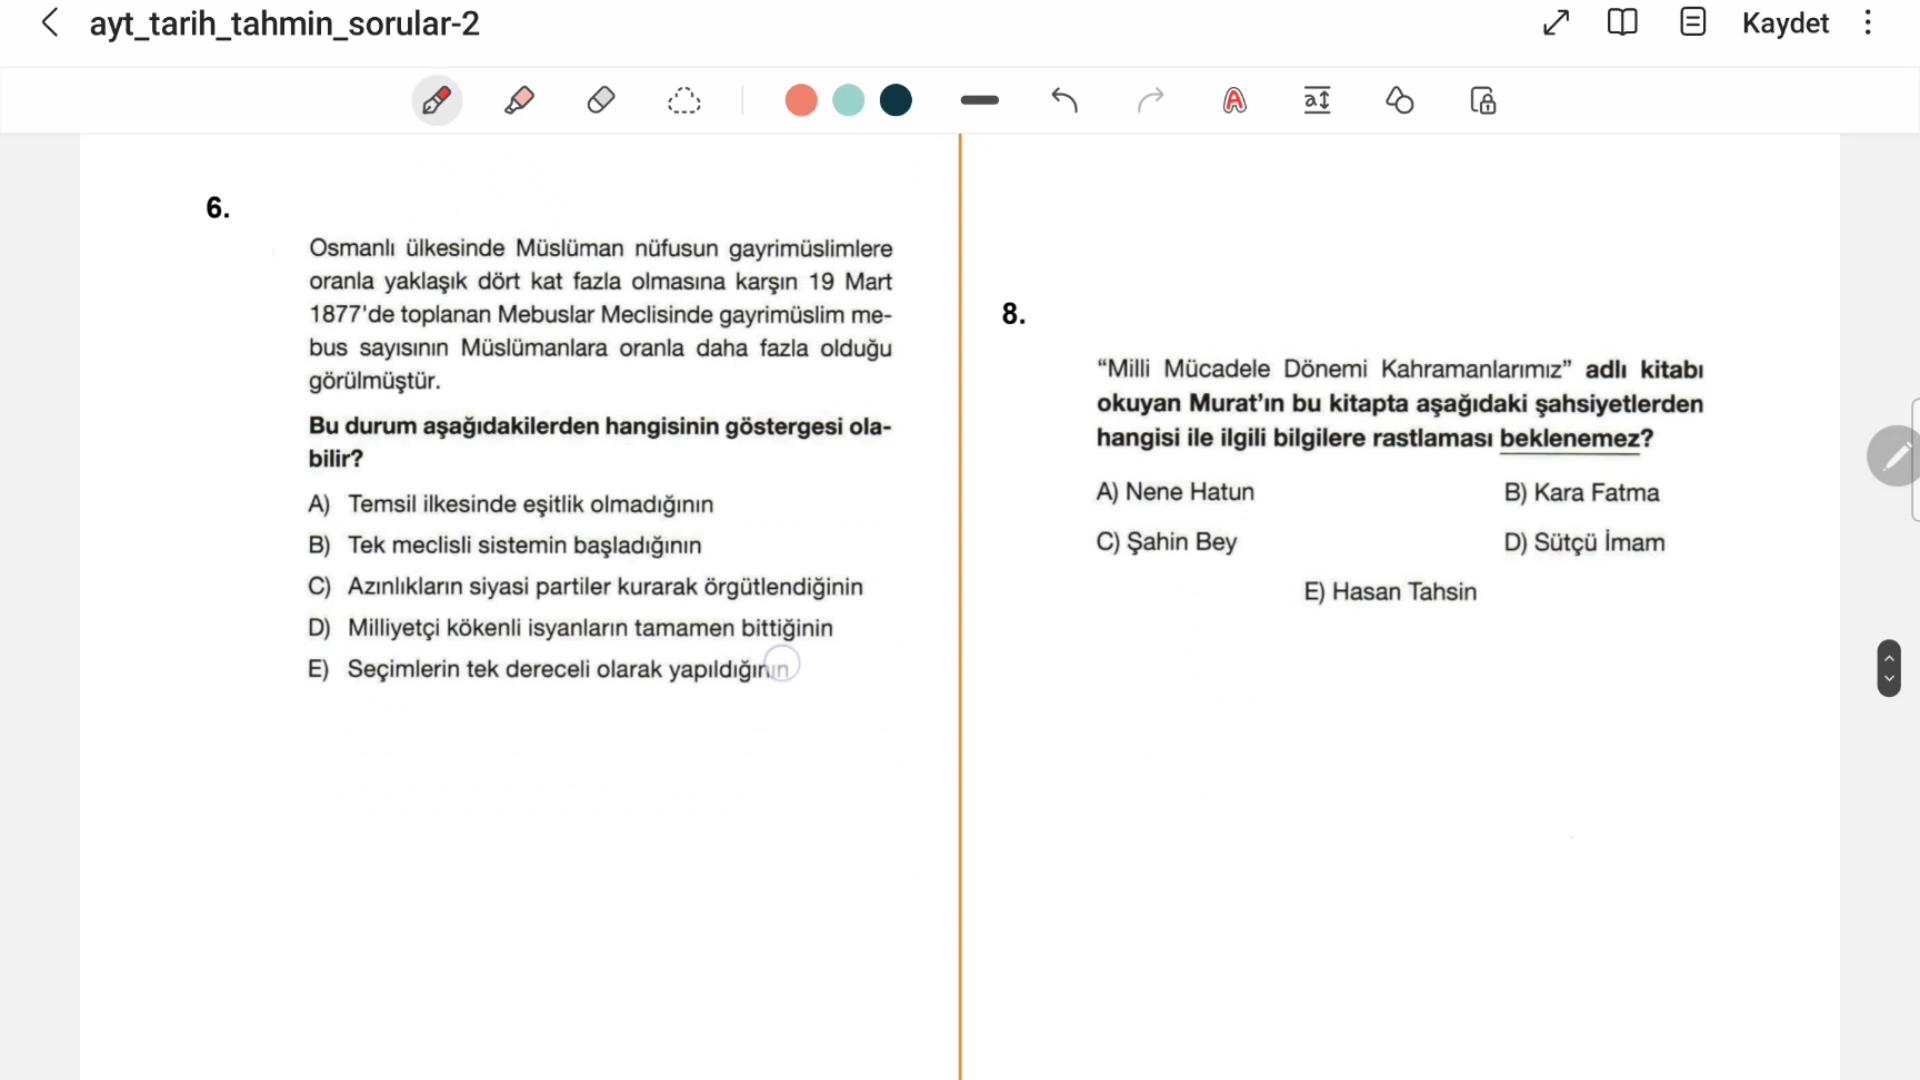 ayt_tarih_tahmin_sorular-2
Kaydet
A
a
6.
Osmanlı ülkesinde Müslüman nüfusun gayrimüslimlere
oranla yaklaşık dört kat fazla olmasına karşın 19 Mart
1877'de toplanan Mebuslar Meclisinde gayrimüslim me-
bus sayısının Müslümanlara oranla daha fazla olduğu
görülmüştür.
Bu durum aşağıdakilerden hangisinin göstergesi ola-
bilir?
A) Temsil ilkesinde eşitlik olmadığının
B) Tek meclisli sistemin başladığının
C) Azınlıkların siyasi partiler kurarak örgütlendiğinin
D) Milliyetçi kökenli isyanların tamamen bittiğinin
E) Seçimlerin tek dereceli olarak yapıldığının
8.
“Milli Mücadele Dönemi Kahramanlarımız” adlı kitabı
okuyan Murat’ın bu kitapta aşağıdaki şahsiyetlerden
hangisi ile ilgili bilgilere rastlaması beklenemez?
A) Nene Hatun B) Kara Fatma
C) Şahin Bey D) Sütçü İmam
E) Hasan Tahsin